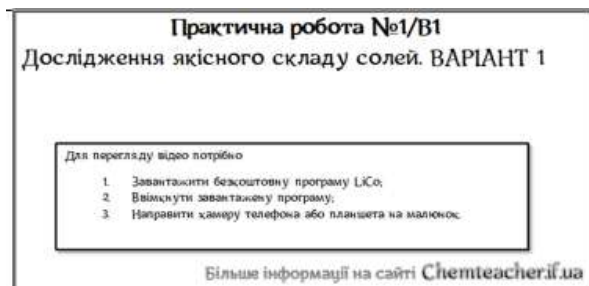 Практична робота №1/В1
Дослідження якісного складу солей. ВАРІАНТ 1
Для перегляду відео потрібно
1. Завантажити безкоштовну програму LiCo;
2. Ввімкнути завантажену програму;
3. Направити камеру телефона або планшета на малюнок.
Більше інформації на сайті Chemteacher.if.ua